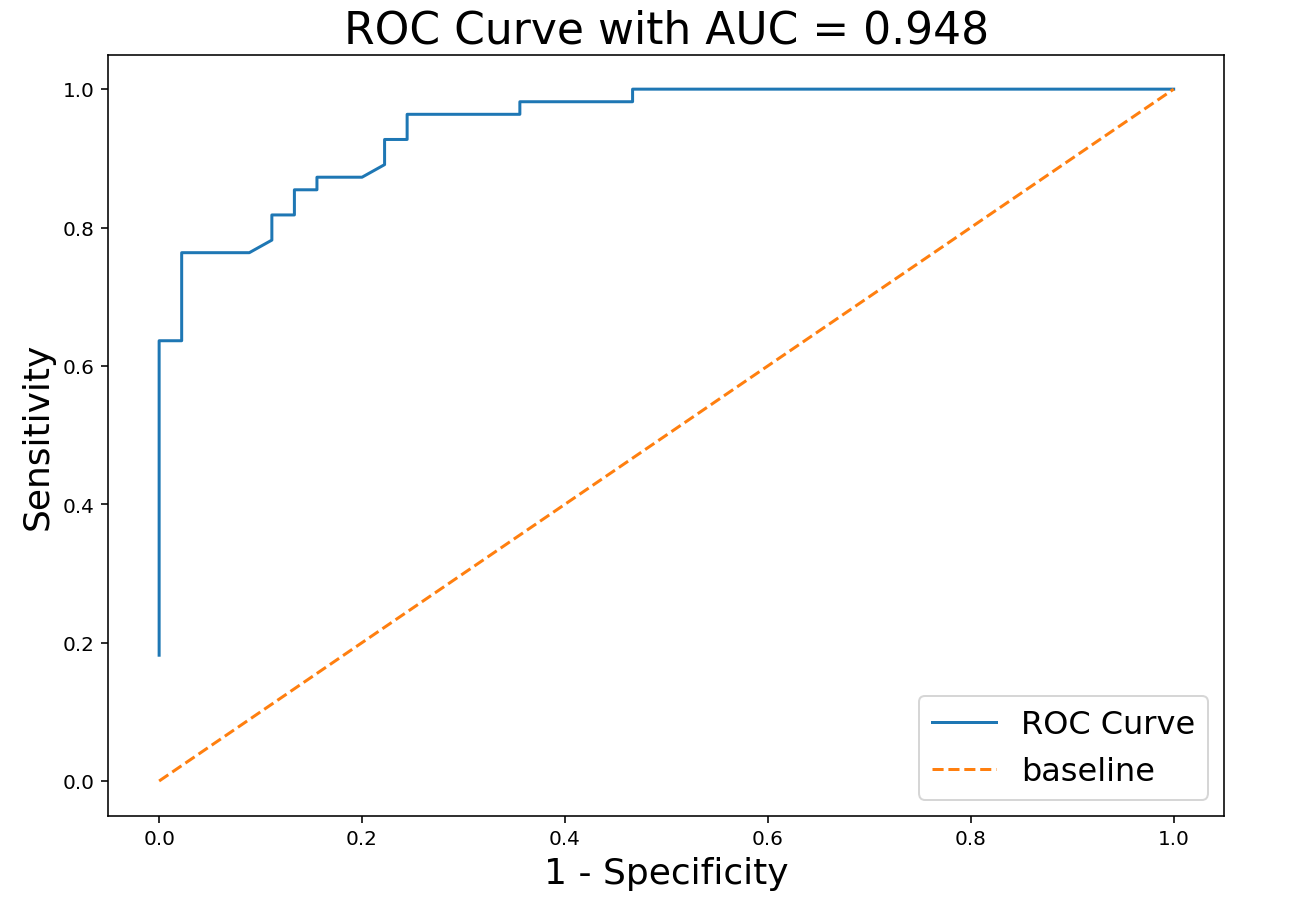 ROC Curve with AUC = 0.948
1.0
0.8
0.6
0.4
0.2
0.0
Sensitivity
0.0 0.2 0.4 0.6 0.8 1.0
1 - Specificity
ROC Curve
baseline